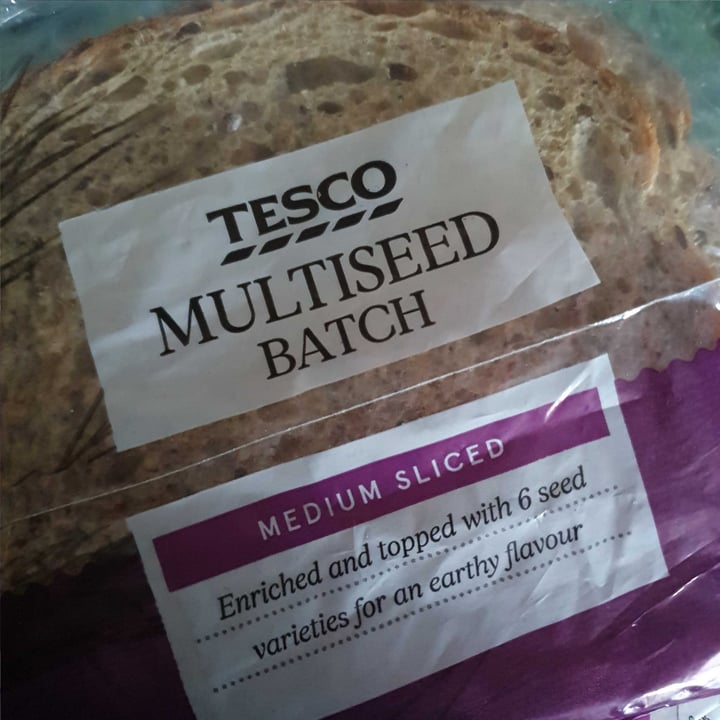 TESCO
MULTISEED
BATCH
MEDIUM SLICED
Enriched and topped with 6 seed
varieties for an earthy flavour